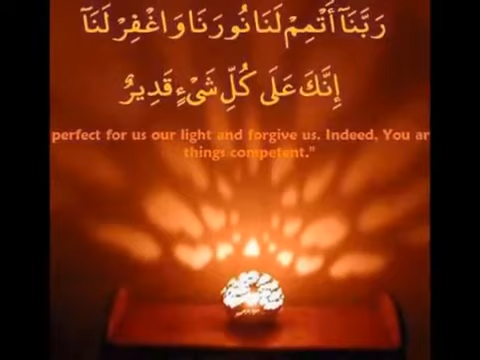 رَبَّنَآ أَتْمِمْ لَنَا نُورَنَا وَاغْفِرْ لَنَآ
إِنَّكَ عَلَى كُلِّ شَىْءٍ قَدِيرٌ
perfect for us our light and forgive us. Indeed, You ar
things competent."